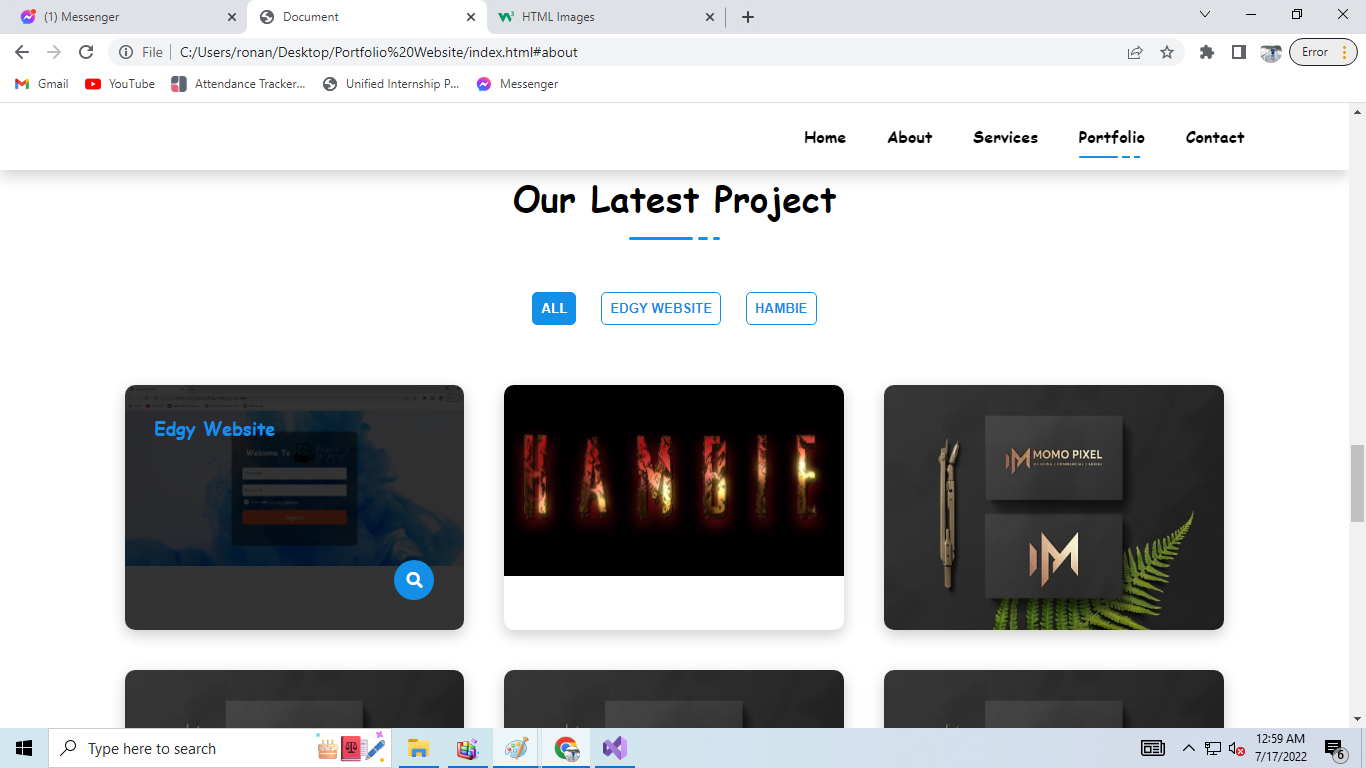 (1) Messenger
Document
HTML Images
File
C:/Users/ronan/Desktop/Portfolio%20Website/index.html#about
Error
Gmail
YouTube
Attendance Tracker...
Unified Internship P...
Messenger
Home
About
Services
Portfolio
Contact
Our Latest Project
ALL
EDGY WEBSITE
HAMBIE
Edgy Website
Welcome To
Sign in
HAMBIE
MOMO PIXEL
Type here to search
12:59 AM
7/17/2022
6